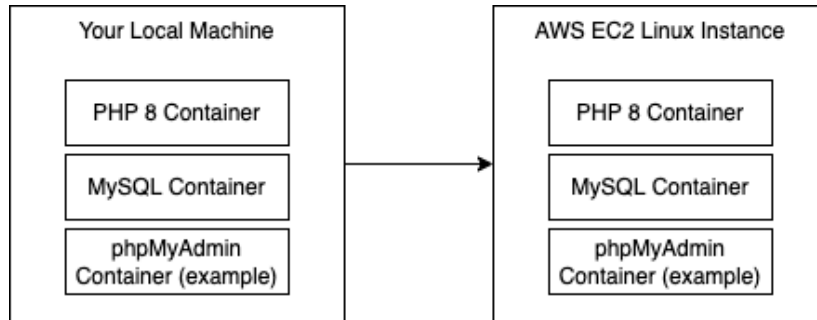 Your Local Machine
PHP 8 Container
MySQL Container
phpMyAdmin
Container (example)
AWS EC2 Linux Instance
PHP 8 Container
MySQL Container
phpMyAdmin
Container (example)